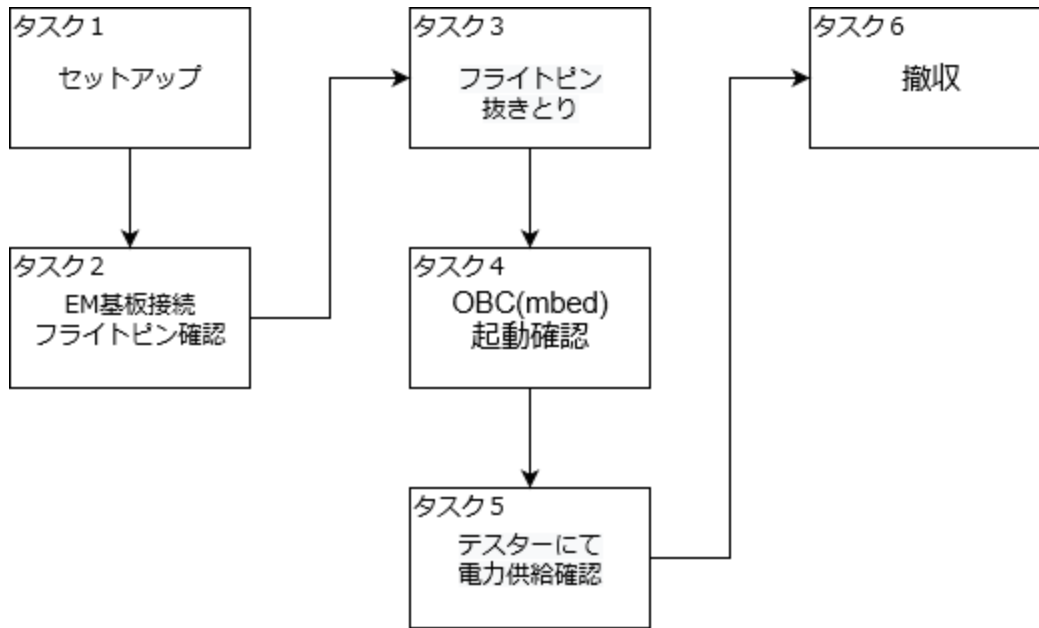 タスク１
セットアップ
タスク２
EM基板接続
フライトピン確認
タスク３
フライトピン
抜きとり
タスク４
OBC(mbed)
起動確認
タスク５
テスターにて
電力供給確認
タスク６
撤収